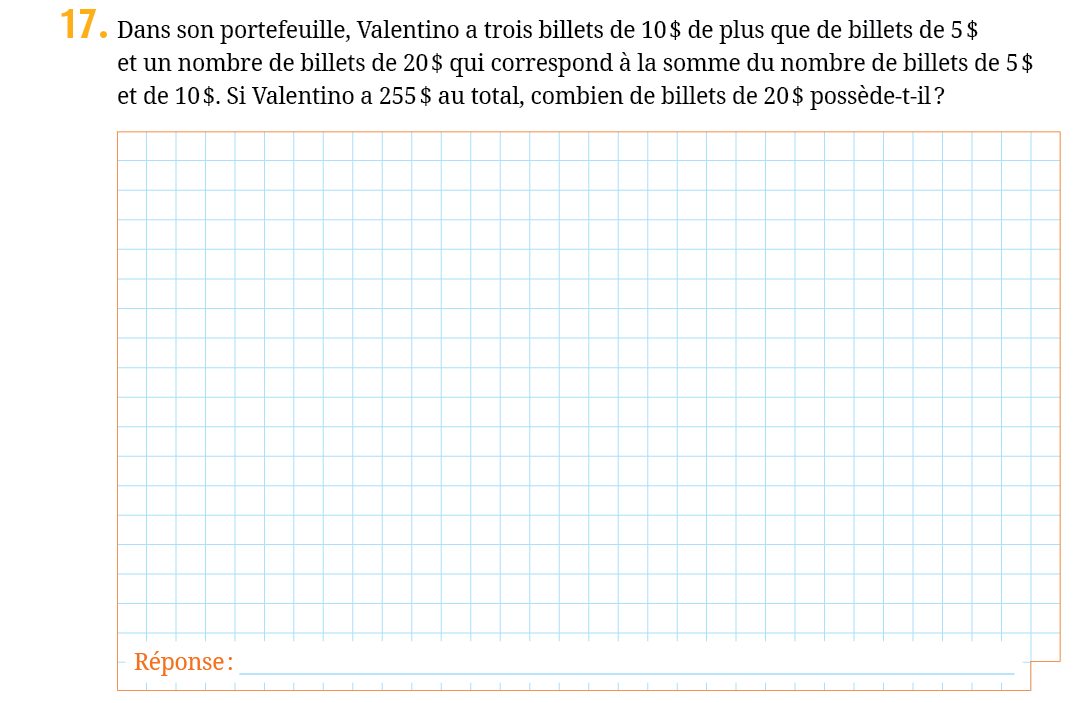 17. Dans son portefeuille, Valentino a trois billets de 10 $ de plus que de billets de 5 $
et un nombre de billets de 20 $ qui correspond à la somme du nombre de billets de 5 $
et de 10 $. Si Valentino a 255 $ au total, combien de billets de 20 $ possède-t-il ?
Réponse :